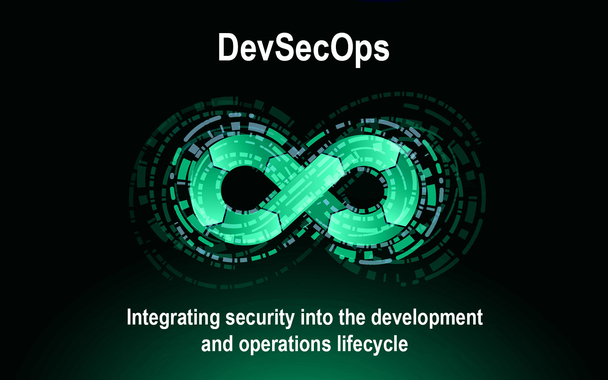 DevSecOps
Integrating security into the development
and operations lifecycle